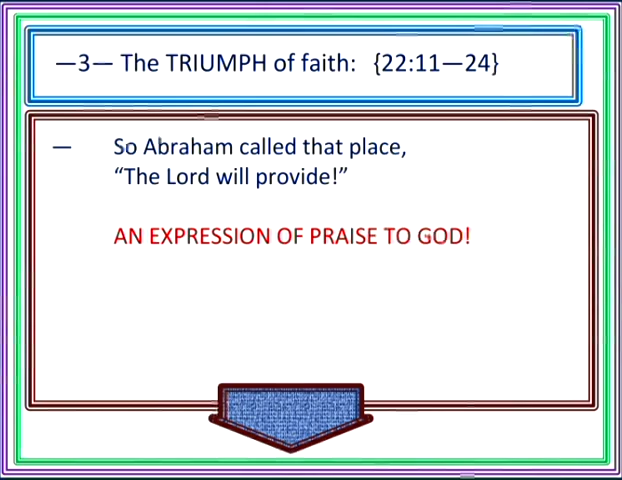 —3— The TRIUMPH of faith: {22:11—24}
— So Abraham called that place,
“The Lord will provide!”
AN EXPRESSION OF PRAISE TO GOD!